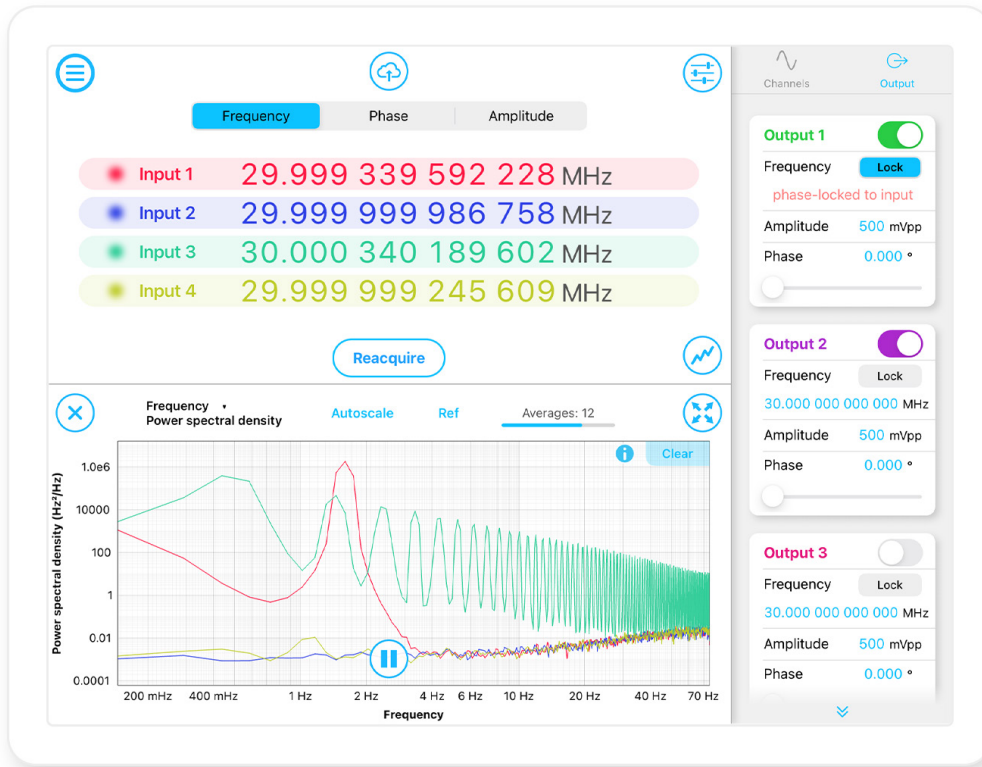 Channels
Output
Frequency
Phase
Amplitude
Input 1 29.999 339 592 228 MHz
Input 2 29.999 999 986 758 MHz
Input 3 30.000 340 189 602 MHz
Input 4 29.999 999 245 609 MHz
Reacquire
Output 1
Frequency Lock
phase-locked to input
Amplitude 500 mVpp
Phase 0.000 °
Output 2
Frequency Lock
30.000 000 000 000 MHz
Amplitude 500 mVpp
Phase 0.000 °
Output 3
Frequency Lock
30.000 000 000 000 MHz
Amplitude 500 mVpp
Phase 0.000 °
Frequency
Power spectral density
Autoscale
Ref
Averages: 12
i
Clear
Power spectral density (Hz²/Hz)
1.0e6
10000
100
1
0.01
0.0001
200 mHz 400 mHz 1 Hz 2 Hz 4 Hz 6 Hz 10 Hz 20 Hz 40 Hz 70 Hz
Frequency